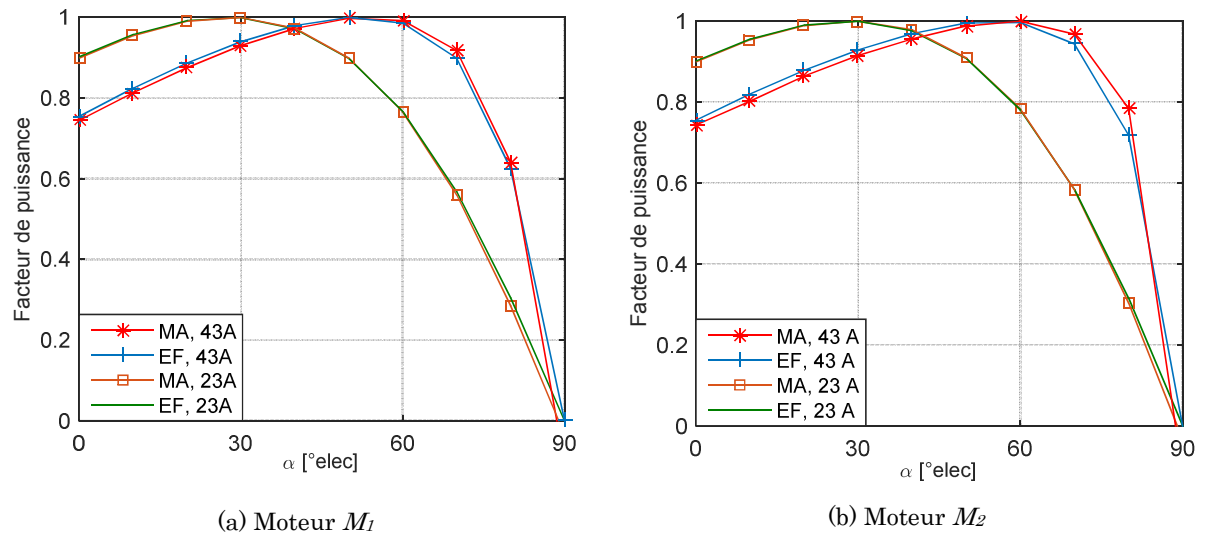 Facteur de puissance
1
0.8
0.6
0.4
0.2
0
MA, 43A
EF, 43A
MA, 23A
EF, 23A
0 30 60 90
α [°elec]
(a) Moteur M1
Facteur de puissance
1
0.8
0.6
0.4
0.2
0
MA, 43 A
EF, 43 A
MA, 23 A
EF, 23 A
0 30 60 90
α [°elec]
(b) Moteur M2